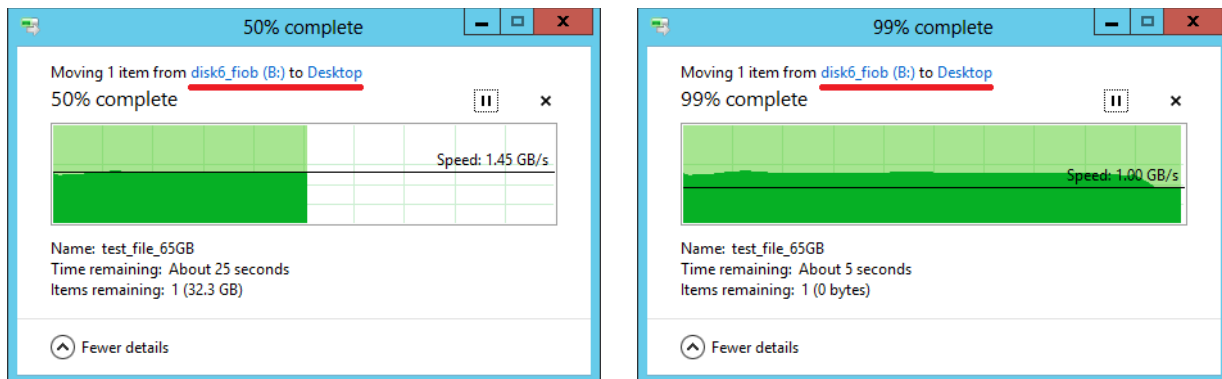 50% complete
Moving 1 item from disk6_fiob (B:) to Desktop
50% complete
Speed: 1.45 GB/s
Name: test_file_65GB
Time remaining: About 25 seconds
Items remaining: 1 (32.3 GB)
Fewer details
99% complete
Moving 1 item from disk6_fiob (B:) to Desktop
99% complete
Speed: 1.00 GB/s
Name: test_file_65GB
Time remaining: About 5 seconds
Items remaining: 1 (0 bytes)
Fewer details